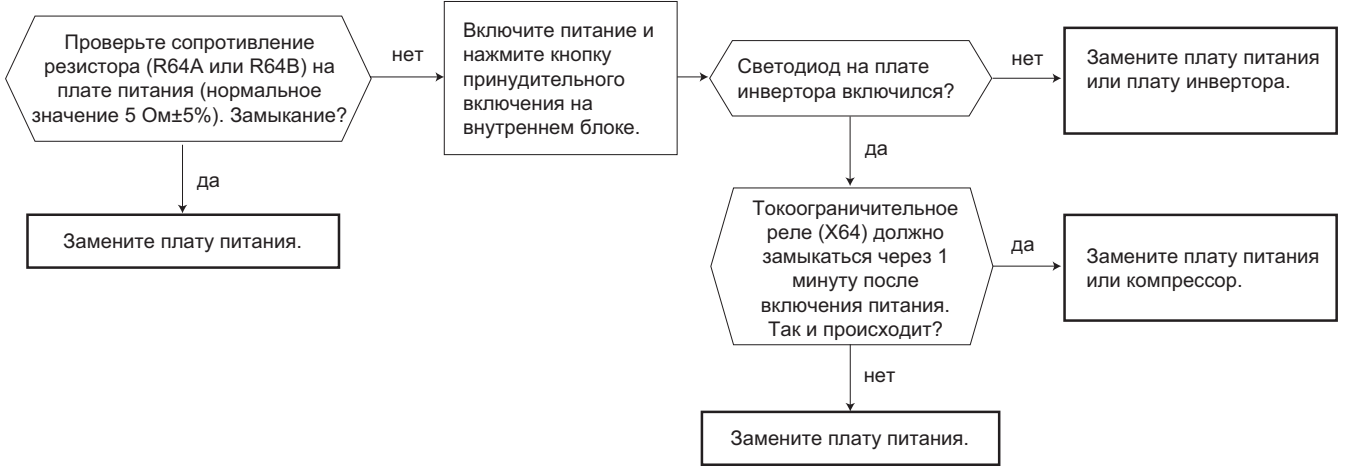 Проверьте сопротивление
резистора (R64A или R64B) на
плате питания (нормальное
значение 5 Ом±5%). Замыкание?
нет
Включите питание и
нажмите кнопку
принудительного
включения на
внутреннем блоке.
Светодиод на плате
инвертора включился?
нет
Замените плату питания
или плату инвертора.
да
Замените плату питания.
да
Токоограничительное
реле (X64) должно
замыкаться через 1
минуту после
включения питания.
Так и происходит?
да
Замените плату питания
или компрессор.
нет
Замените плату питания.